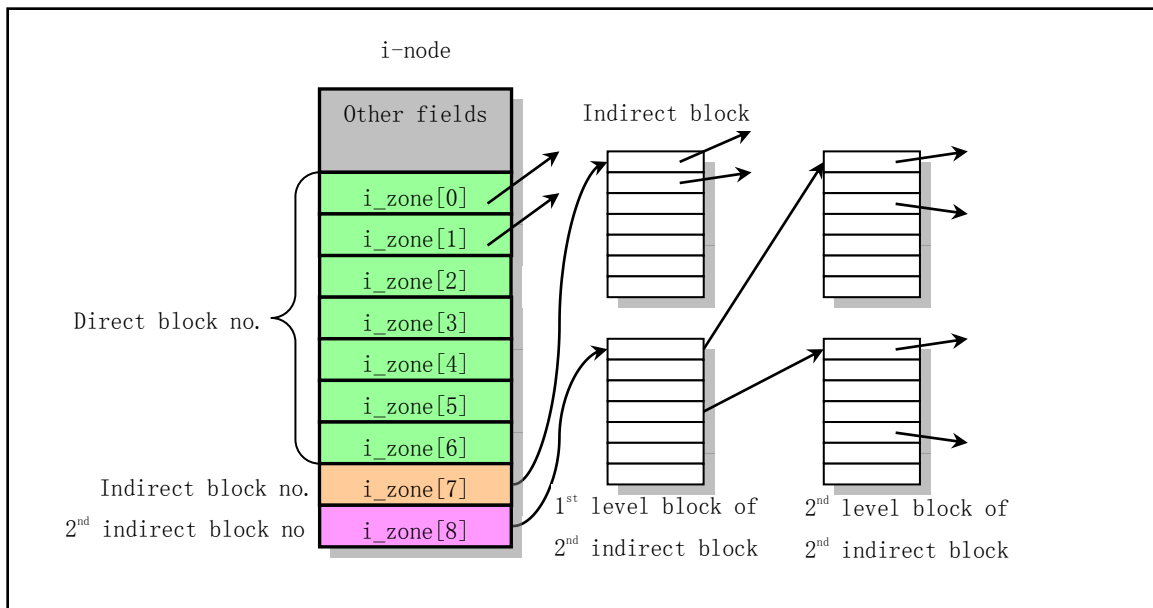 i-node
Other fields
Indirect block
i_zone[0]
i_zone[1]
i_zone[2]
Direct block no.
i_zone[3]
i_zone[4]
i_zone[5]
i_zone[6]
Indirect block no.
i_zone[7]
2nd indirect block no
i_zone[8]
1st level block of
2nd indirect block
2nd level block of
2nd indirect block